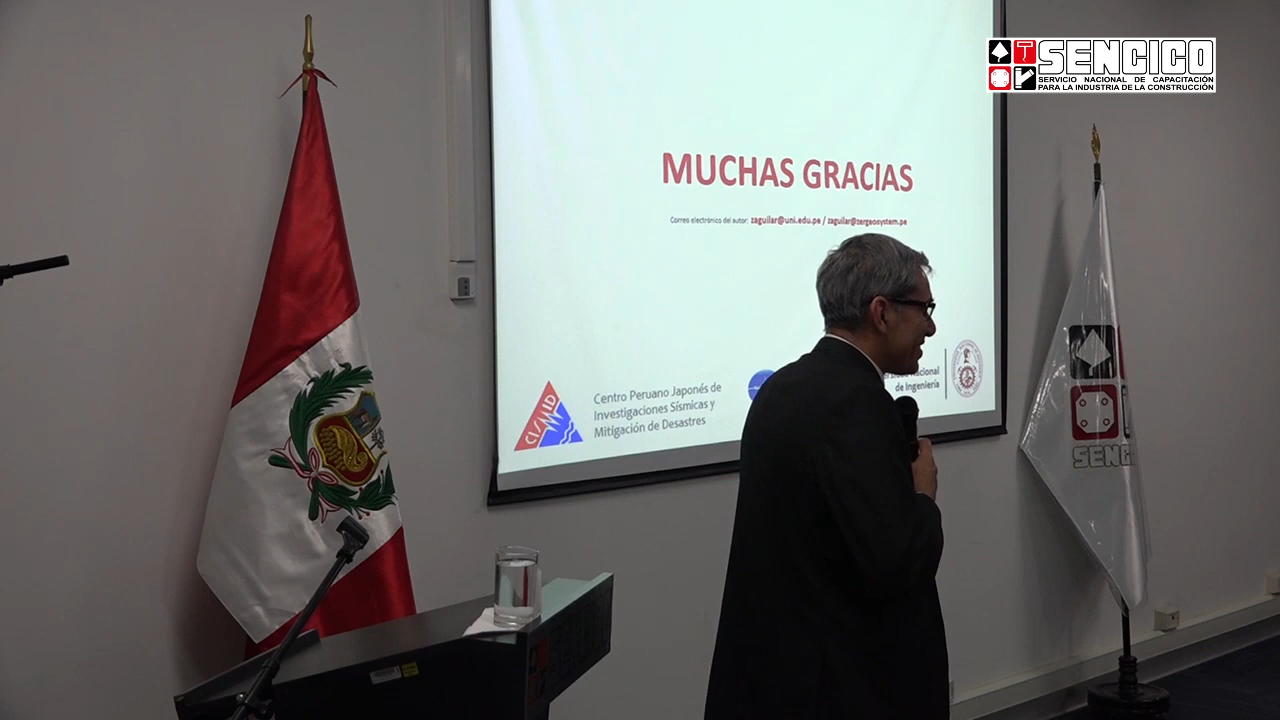 SENCICO
SERVICIO NACIONAL DE CAPACITACIÓN
PARA LA INDUSTRIA DE LA CONSTRUCCIÓN
MUCHAS GRACIAS
Correo electrónico del autor: zaguilar@uni.edu.pe / zaguilar@zergeosystem.pe
CISMID
Centro Peruano Japonés de
Investigaciones Sísmicas y
Mitigación de Desastres
Nacional
de Ingeniería
SENC